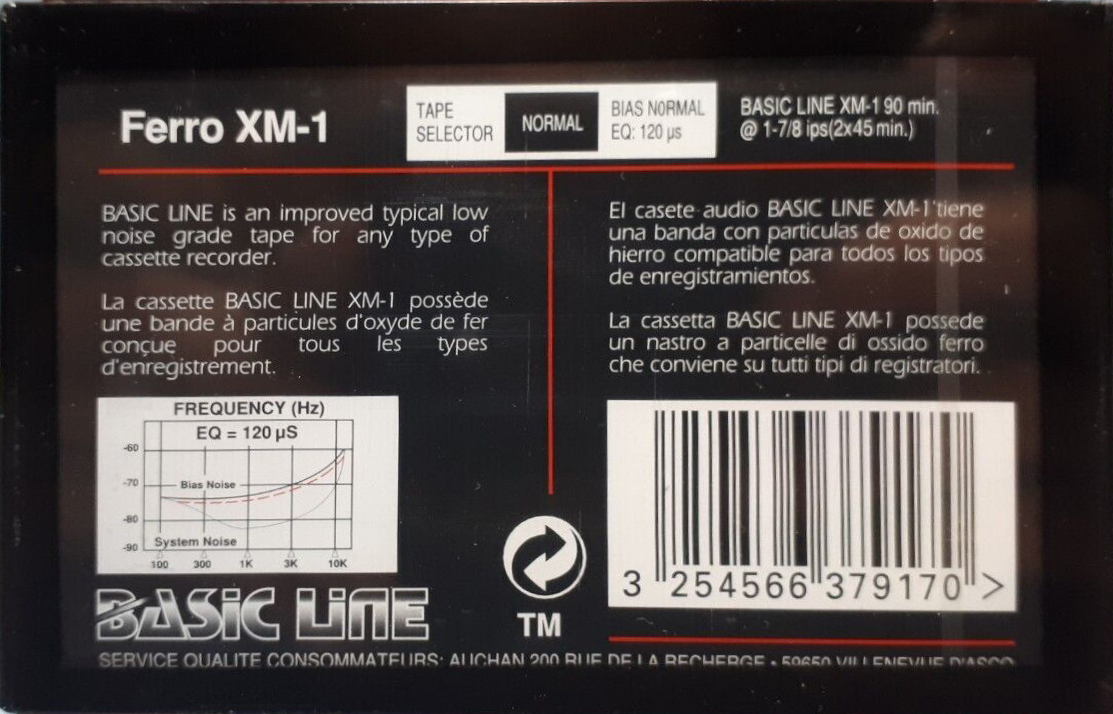 Ferro XM-1
TAPE
SELECTOR
NORMAL
BIAS NORMAL
EQ: 120 µs
BASIC LINE XM-1 90 min.
@ 1-7/8 ips(2x45 min.)
BASIC LINE is an improved typical low
noise grade tape for any type of
cassette recorder.
La cassette BASIC LINE XM-1 possède
une bande à particules d'oxyde de fer
conçue pour tous les types
d'enregistrement.
El casete audio BASIC LINE XM-1 tiene
una banda con particulas de oxido de
hierro compatible para todos los tipos
de enregistramientos.
La cassetta BASIC LINE XM-1 possede
un nastro a particelle di ossido ferro
che conviene su tutti tipi di registratori.
FREQUENCY (Hz)
EQ = 120 µS
-60
-70
Bias Noise
-80
System Noise
-90
100 300 1K 3K 10K
BASiC LiNE
TM
3 254566 379170 >
SERVICE QUALITE CONSOMMATEURS: AUCHAN 200 RUE DE LA RECHERGE • 59650 VILLENEVUE D'ASCQ